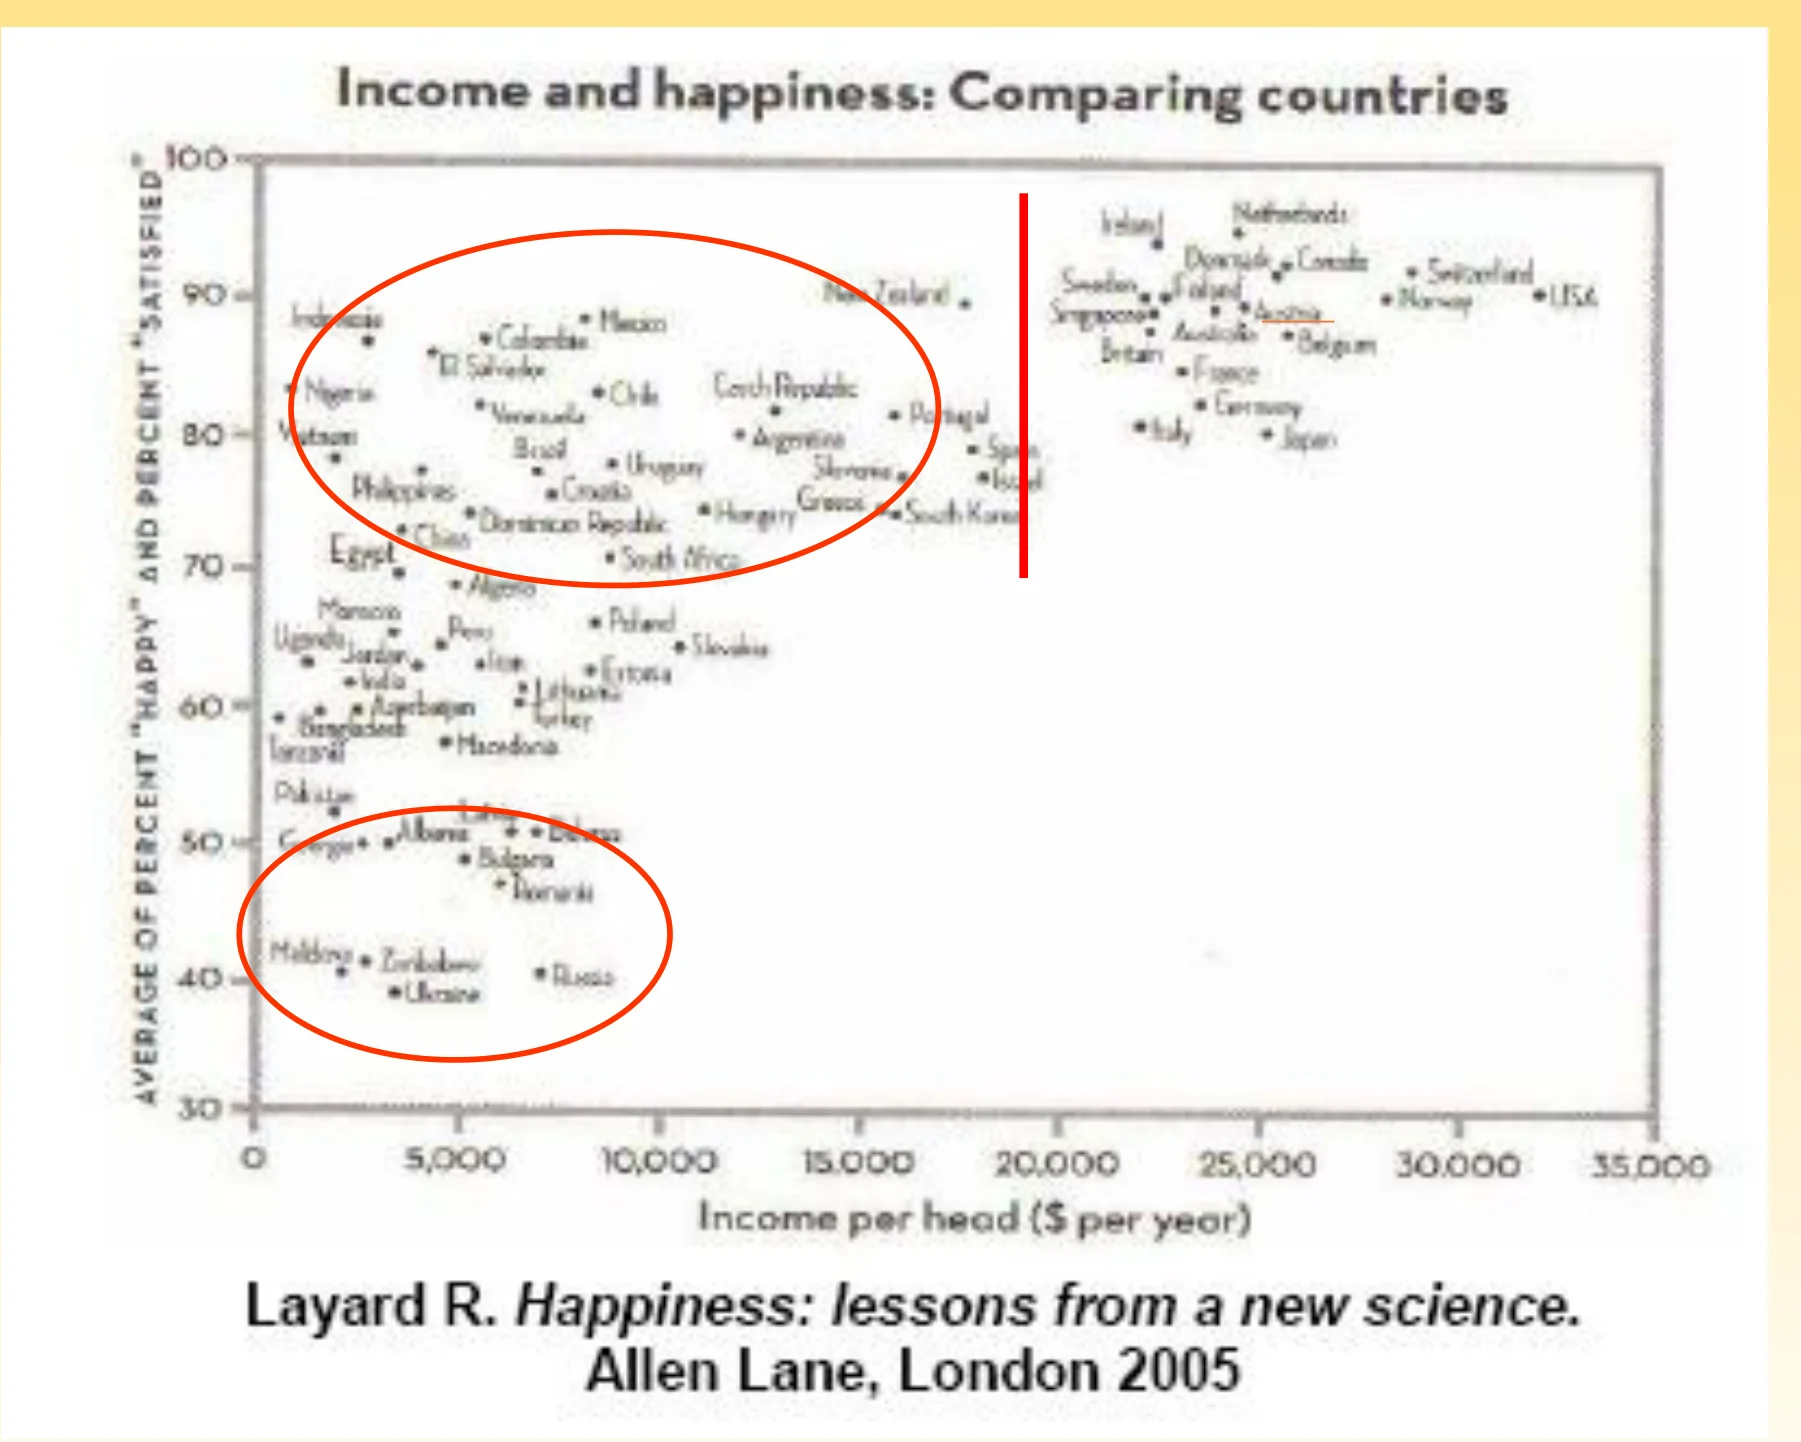 Income and happiness: Comparing countries
AVERAGE OF PERCENT "HAPPY" AND PERCENT "SATISFIED"
100
90
80
70
60
50
40
30
Netherlands
Ireland
Denmark
Canada
Switzerland
Sweden
Finland
USA
Norway
New Zealand
Singapore
Austria
Australia
Belgium
Britain
France
Germany
Italy
Japan
Indonesia
Mexico
Colombia
El Salvador
Nigeria
Chile
Czech Republic
Venezuela
Portugal
Vietnam
Argentina
Brazil
Spain
Uruguay
Slovenia
Israel
Philippines
Croatia
Greece
Dominican Republic
Hungary
South Korea
China
Egypt
South Africa
Algeria
Morocco
Poland
Uganda
Peru
Jordan
Iran
Slovakia
India
Estonia
Lithuania
Azerbaijan
Turkey
Bangladesh
Macedonia
Tanzania
Pakistan
Latvia
Georgia
Albania
Belarus
Bulgaria
Romania
Moldova
Zimbabwe
Russia
Ukraine
0
5,000
10,000
15,000
20,000
25,000
30,000
35,000
Income per head ($ per year)
Layard R. Happiness: lessons from a new science.
Allen Lane, London 2005